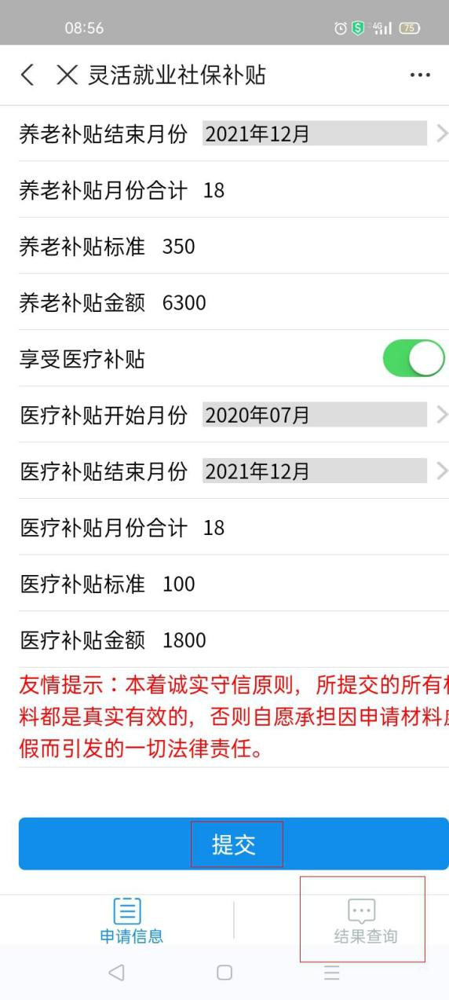 08:56
4G 75
灵活就业社保补贴
养老补贴结束月份 2021年12月
养老补贴月份合计 18
养老补贴标准 350
养老补贴金额 6300
享受医疗补贴
医疗补贴开始月份 2020年07月
医疗补贴结束月份 2021年12月
医疗补贴月份合计 18
医疗补贴标准 100
医疗补贴金额 1800
友情提示：本着诚实守信原则，所提交的所有
料都是真实有效的，否则自愿承担因申请材料
假而引发的一切法律责任。
提交
申请信息 结果查询